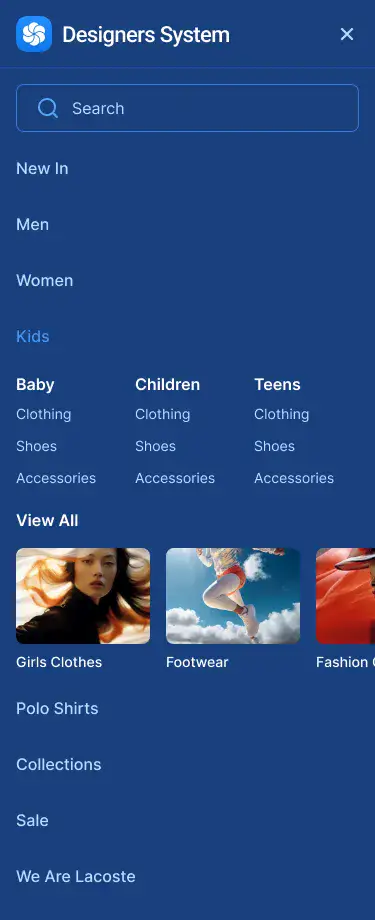 Designers System
Search
New In
Men
Women
Kids
Baby Children Teens
Clothing Clothing Clothing
Shoes Shoes Shoes
Accessories Accessories Accessories
View All
Girls Clothes Footwear Fashion
Polo Shirts
Collections
Sale
We Are Lacoste